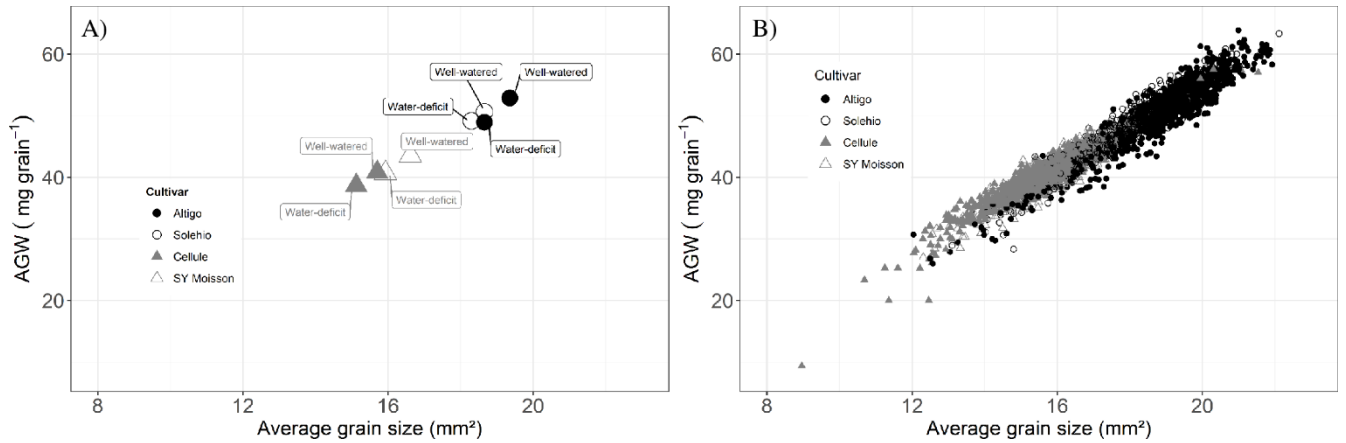 A)
AGW ( mg grain⁻¹)
60
40
20
Well-watered
Well-watered
Water-deficit
Water-deficit
Well-watered
Well-watered
Water-deficit
Water-deficit
Cultivar
Altigo
Solehio
Cellule
SY Moisson
8
12
16
20
Average grain size (mm²)
B)
AGW ( mg grain⁻¹)
60
40
20
Cultivar
Altigo
Solehio
Cellule
SY Moisson
8
12
16
20
Average grain size (mm²)